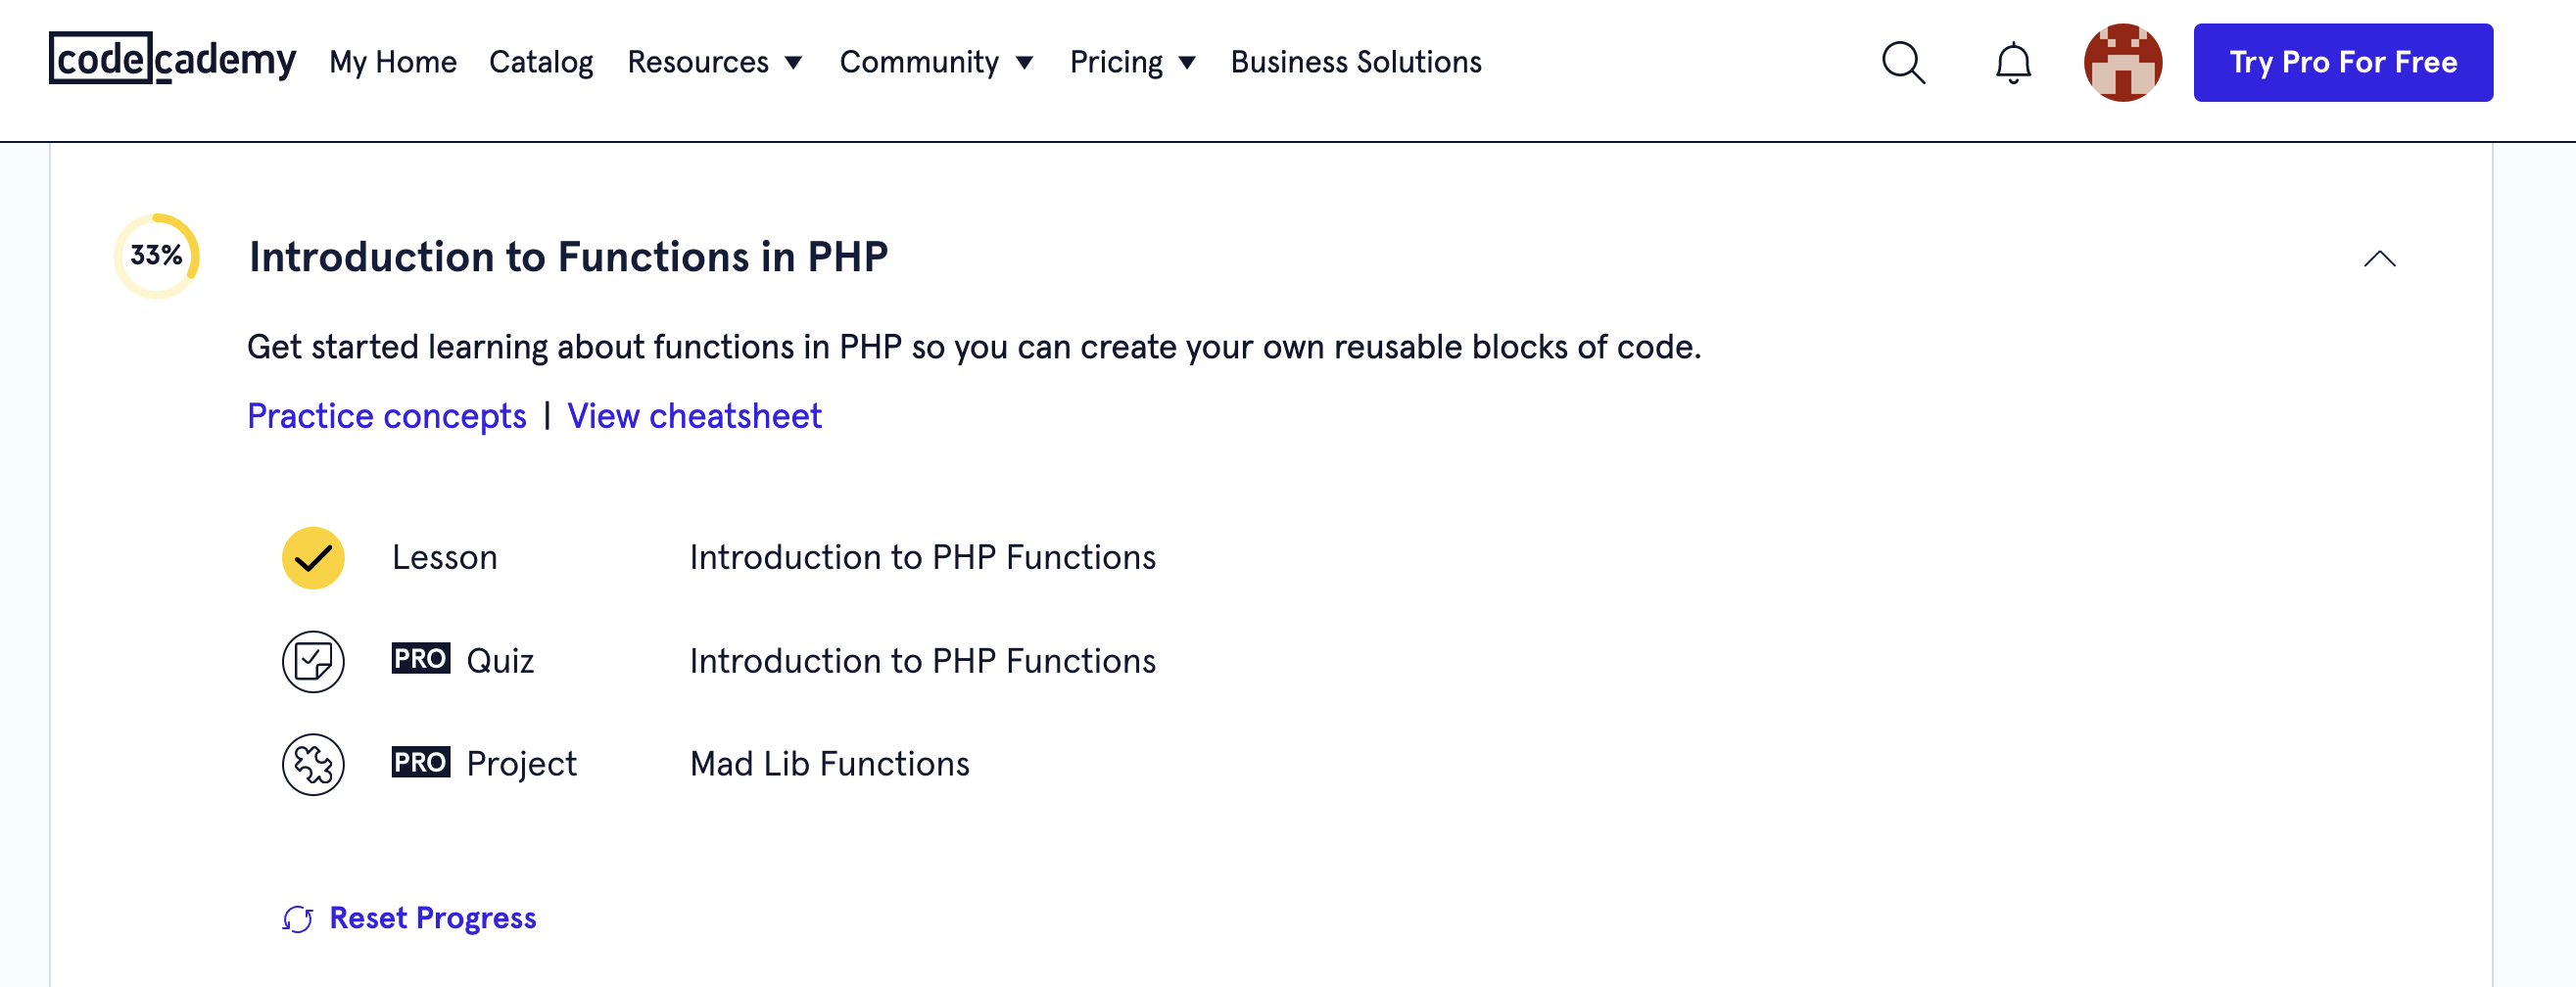 codecademy My Home Catalog Resources Community Pricing Business Solutions Try Pro For Free
33% Introduction to Functions in PHP
Get started learning about functions in PHP so you can create your own reusable blocks of code.
Practice concepts | View cheatsheet
Lesson Introduction to PHP Functions
PRO Quiz Introduction to PHP Functions
PRO Project Mad Lib Functions
Reset Progress